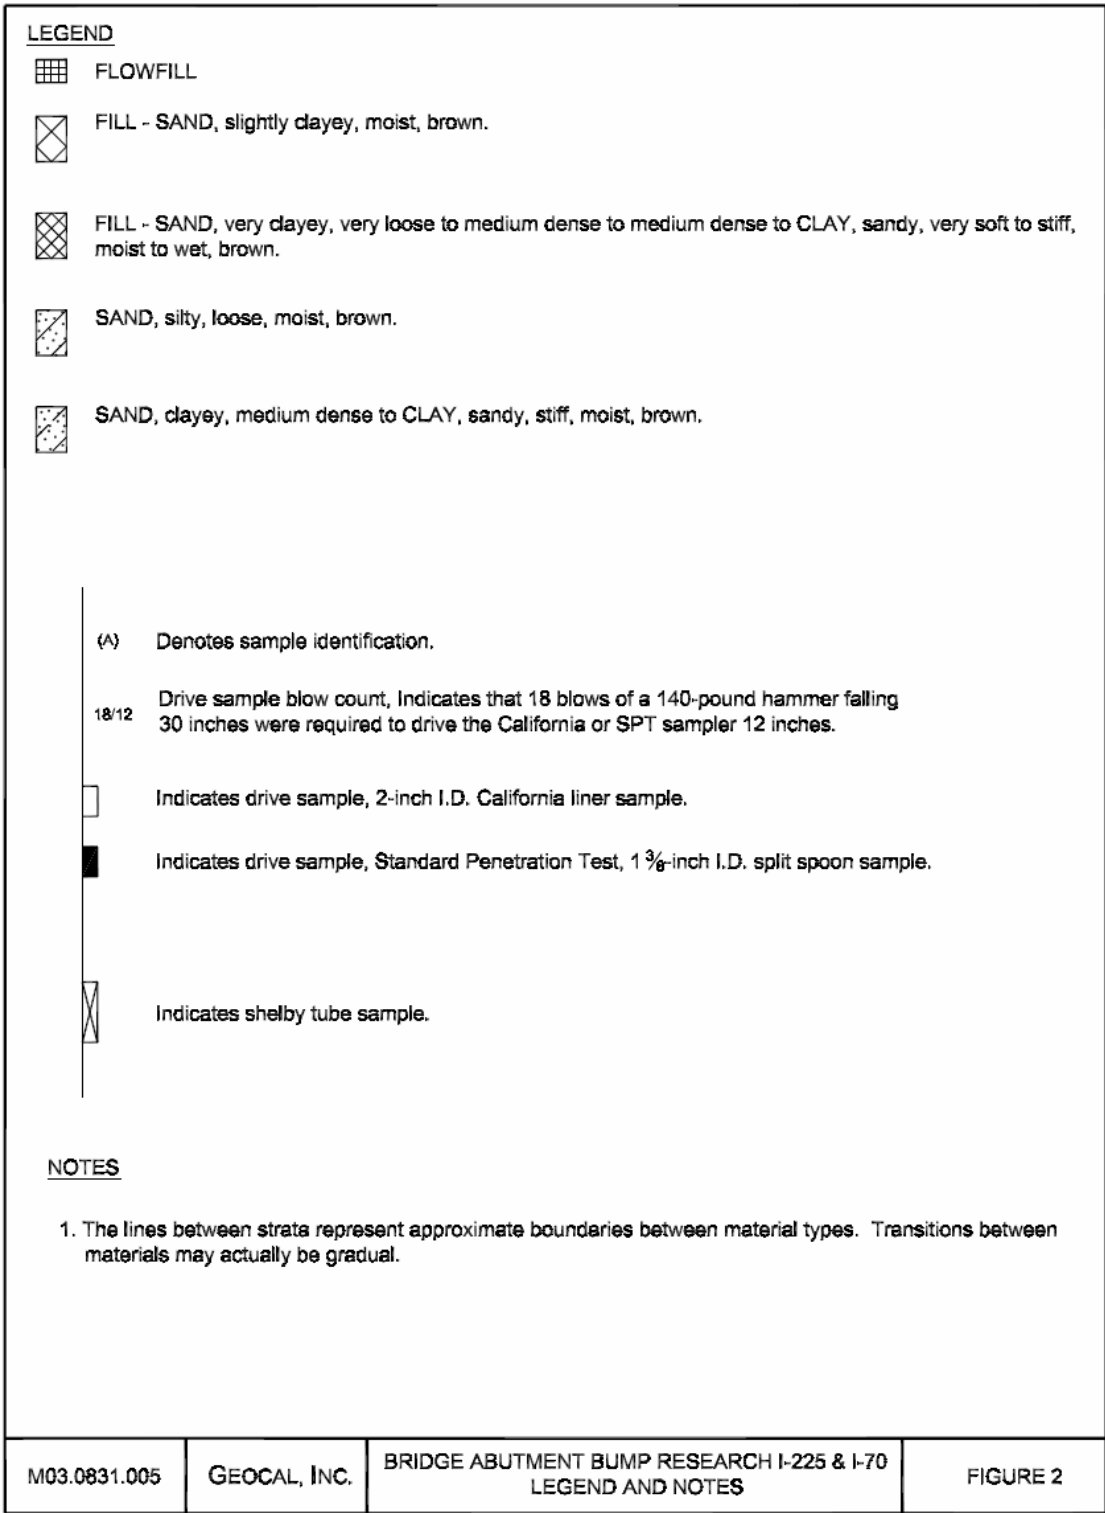 LEGEND
FLOWFILL
FILL - SAND, slightly clayey, moist, brown.
FILL - SAND, very clayey, very loose to medium dense to medium dense to CLAY, sandy, very soft to stiff,
moist to wet, brown.
SAND, silty, loose, moist, brown.
SAND, clayey, medium dense to CLAY, sandy, stiff, moist, brown.
(A) Denotes sample identification.
18/12 Drive sample blow count, Indicates that 18 blows of a 140-pound hammer falling
30 inches were required to drive the California or SPT sampler 12 inches.
Indicates drive sample, 2-inch I.D. California liner sample.
Indicates drive sample, Standard Penetration Test, 1 3/8-inch I.D. split spoon sample.
Indicates shelby tube sample.
NOTES
1. The lines between strata represent approximate boundaries between material types. Transitions between
materials may actually be gradual.
M03.0831.005
GEOCAL, INC.
BRIDGE ABUTMENT BUMP RESEARCH I-225 & I-70
LEGEND AND NOTES
FIGURE 2